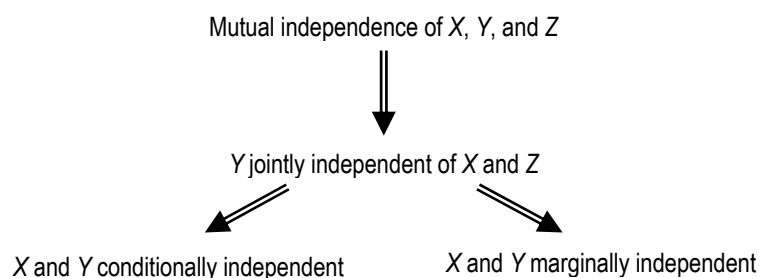 Mutual independence of X, Y, and Z
Y jointly independent of X and Z
X and Y conditionally independent
X and Y marginally independent